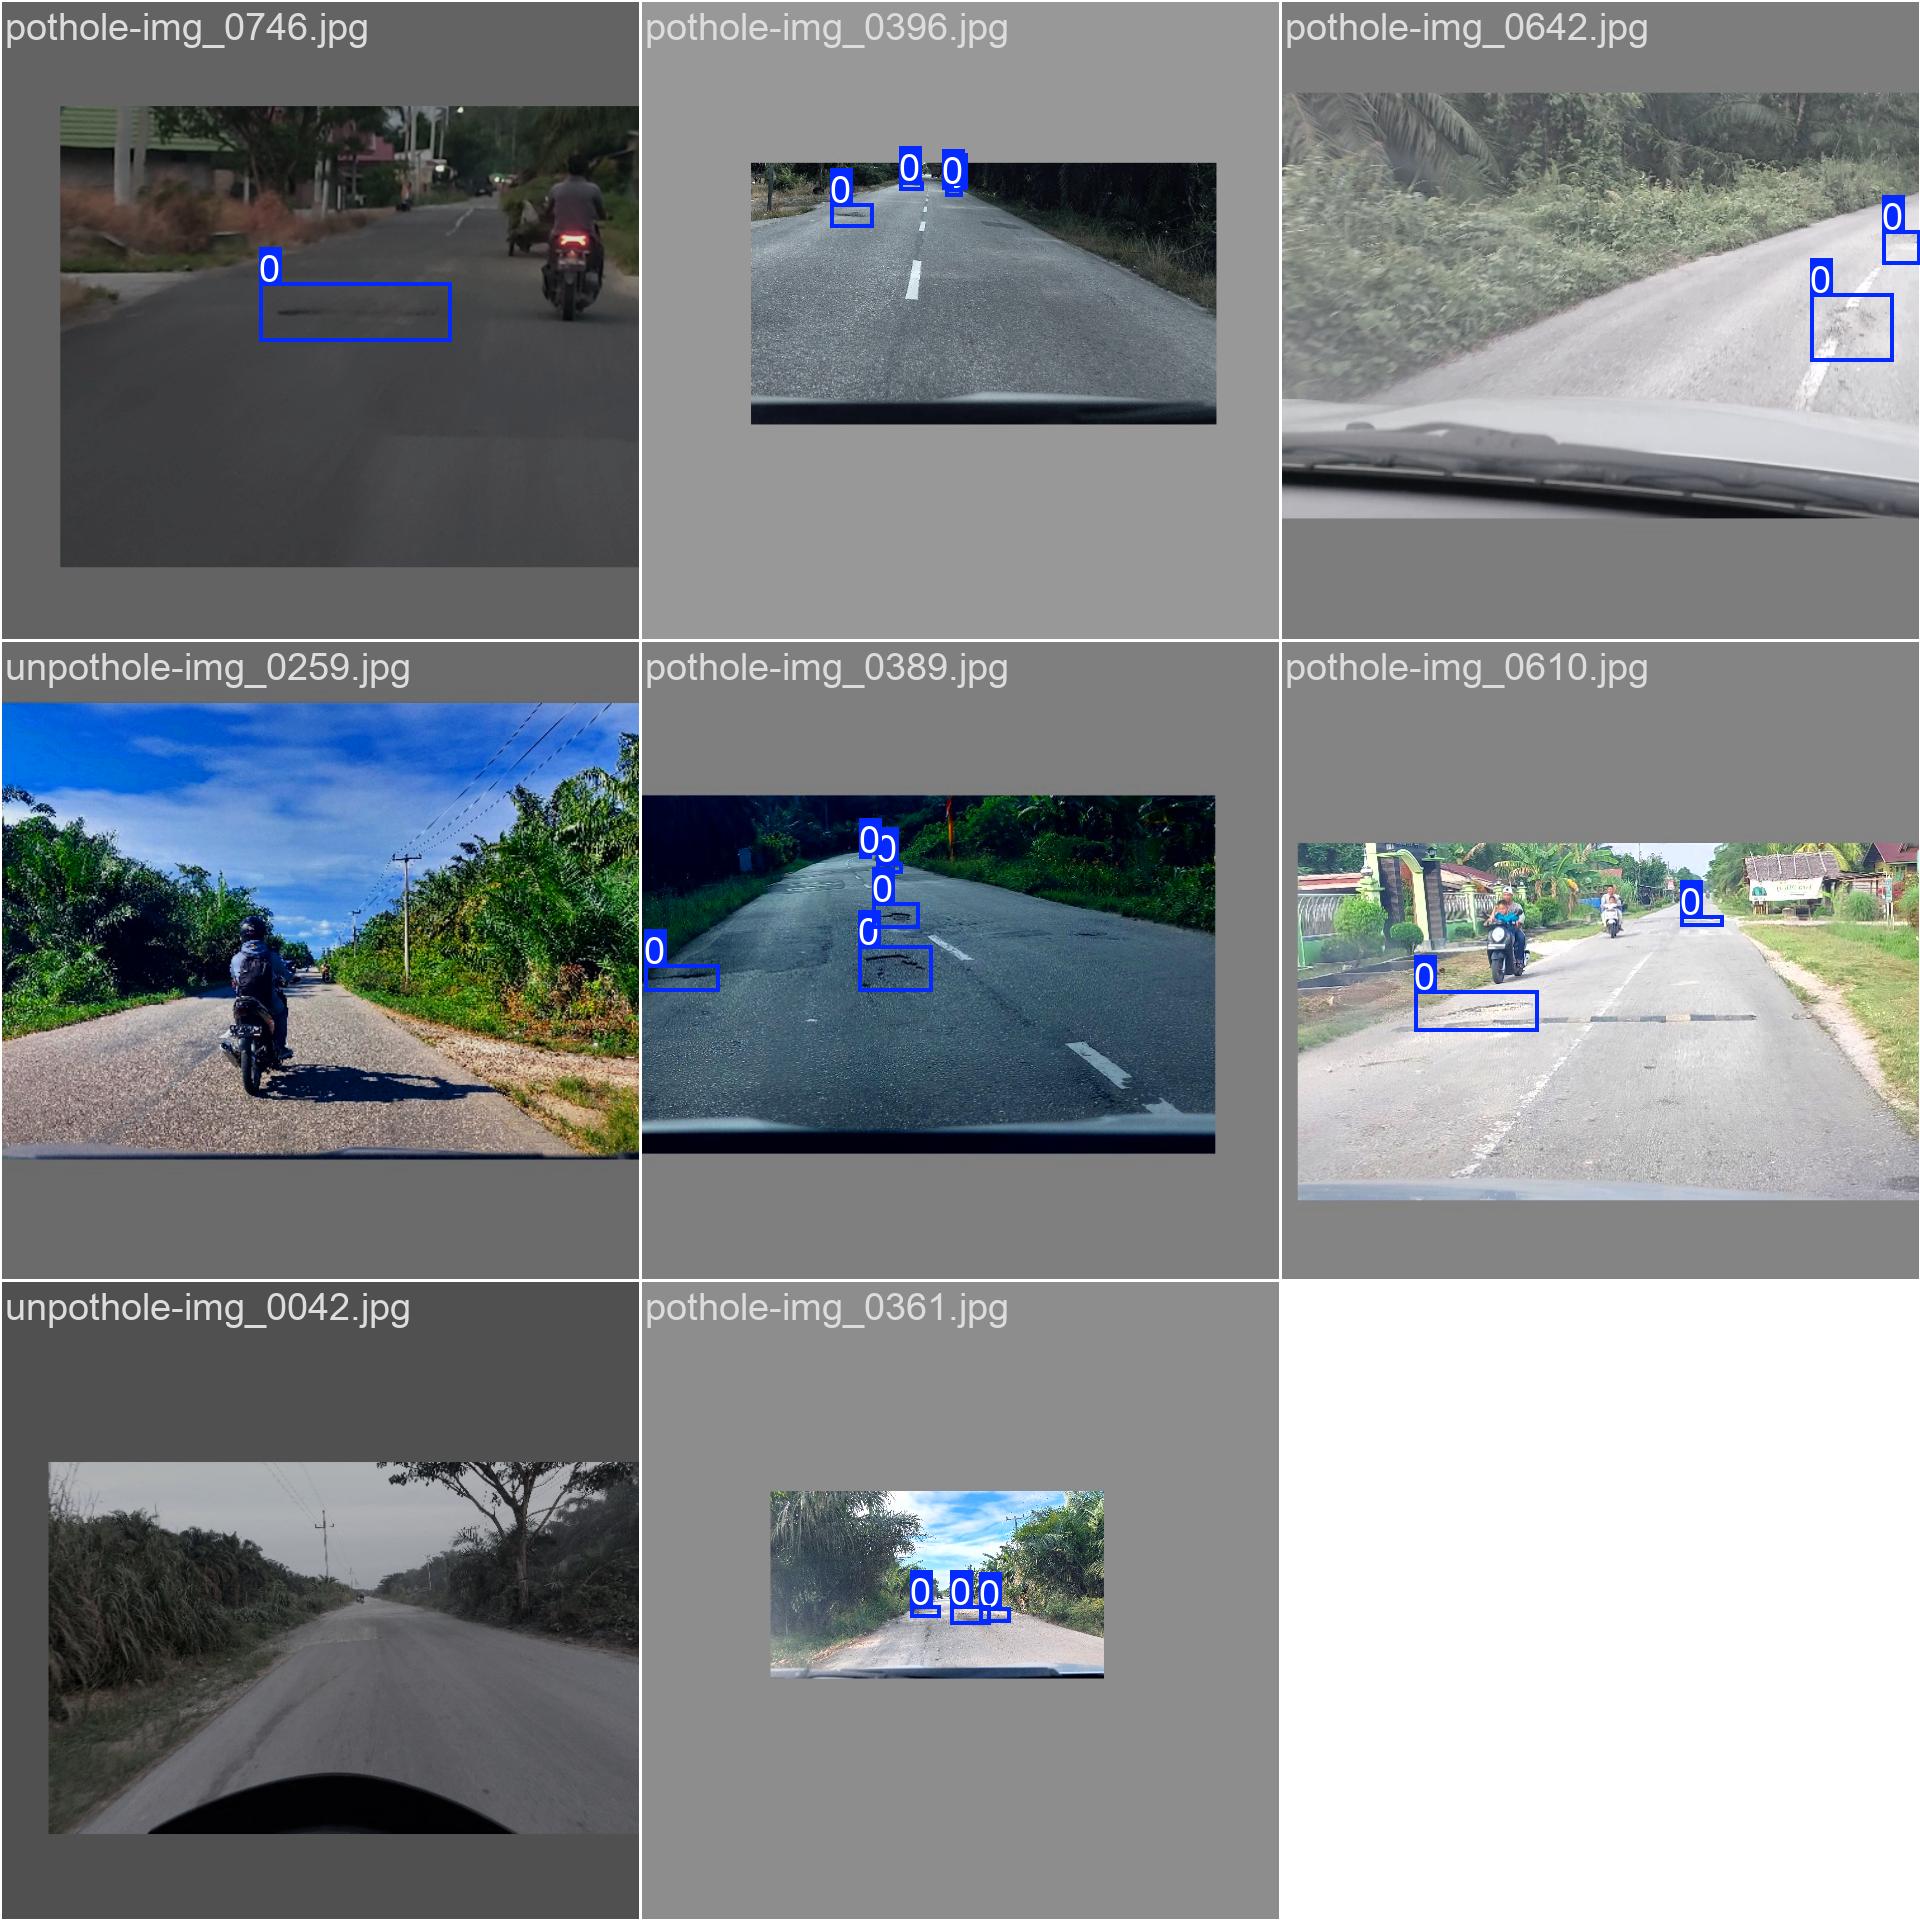 pothole-img_0746.jpg
0
pothole-img_0396.jpg
0
0
0
pothole-img_0642.jpg
0
0
unpothole-img_0259.jpg
pothole-img_0389.jpg
0
0
0
0
0
pothole-img_0610.jpg
0
0
unpothole-img_0042.jpg
pothole-img_0361.jpg
0
0
0